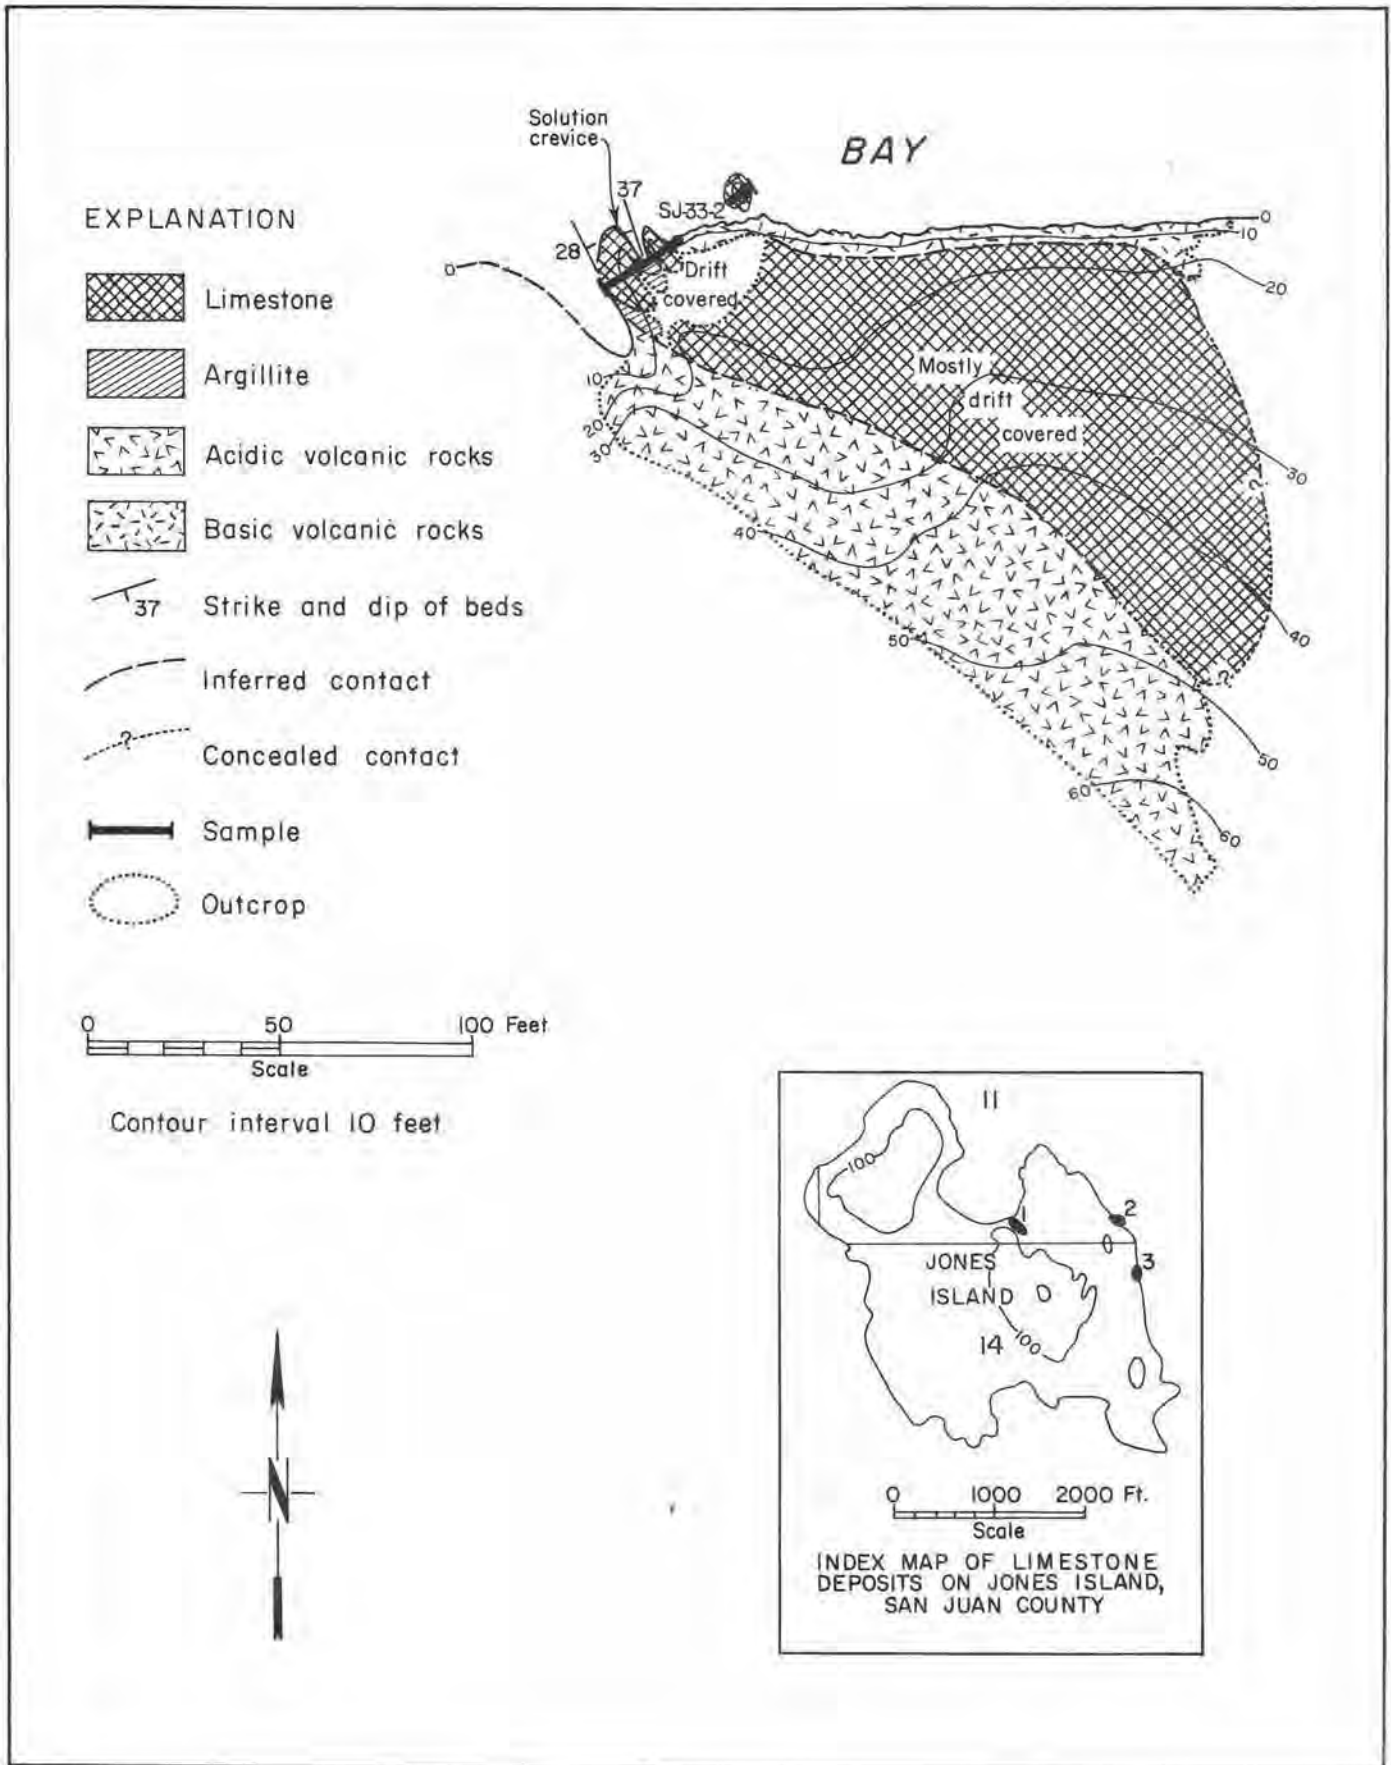 Solution
crevice
BAY
37
SJ-33-2
28
0
0
10
20
Drift
covered
Mostly
drift
covered
10
20
30
30
40
40
50
50
60
60
?
?
EXPLANATION
Limestone
Argillite
Acidic volcanic rocks
Basic volcanic rocks
37
Strike and dip of beds
Inferred contact
?
Concealed contact
Sample
Outcrop
0 50 100 Feet
Scale
Contour interval 10 feet
N
11
100
1
2
3
JONES
ISLAND
14
100
0 1000 2000 Ft.
Scale
INDEX MAP OF LIMESTONE
DEPOSITS ON JONES ISLAND,
SAN JUAN COUNTY